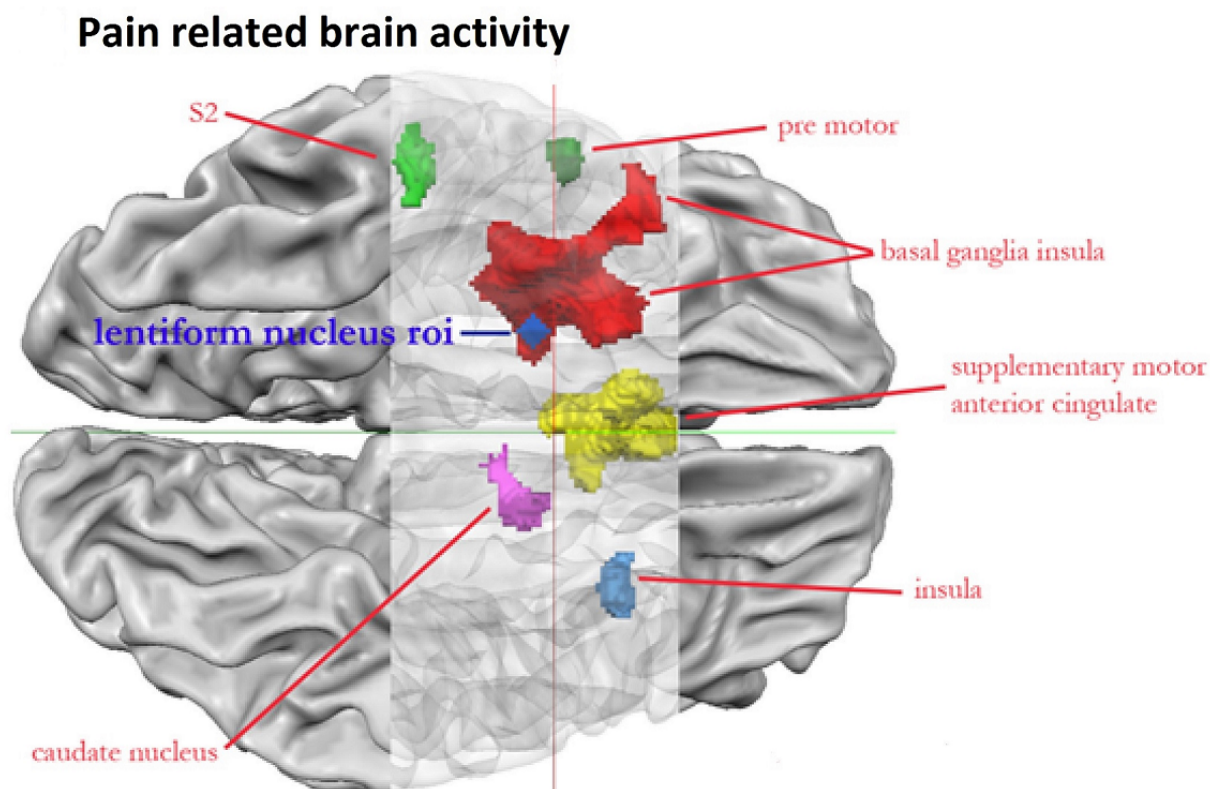 Pain related brain activity
S2
pre motor
basal ganglia insula
lentiform nucleus roi
supplementary motor
anterior cingulate
insula
caudate nucleus